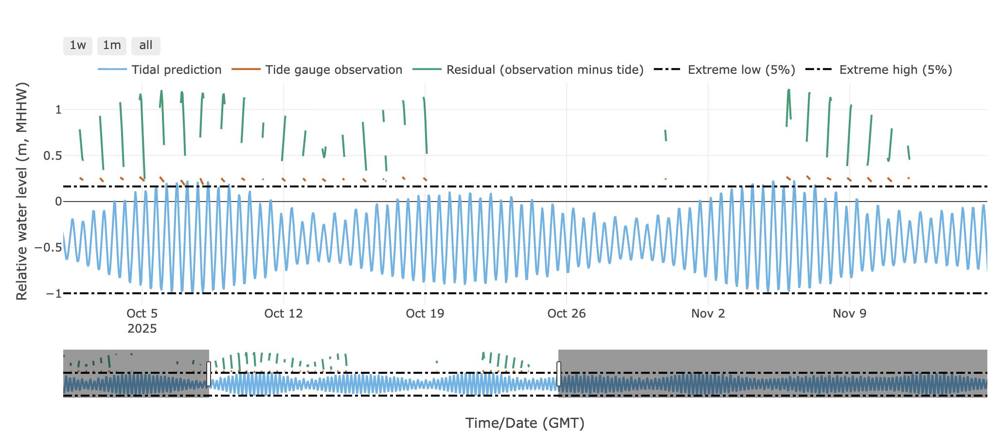 1w 1m all
Tidal prediction Tide gauge observation Residual (observation minus tide) Extreme low (5%) Extreme high (5%)
Relative water level (m, MHHW)
1
0.5
0
−0.5
−1
Oct 5 Oct 12 Oct 19 Oct 26 Nov 2 Nov 9
2025
Time/Date (GMT)